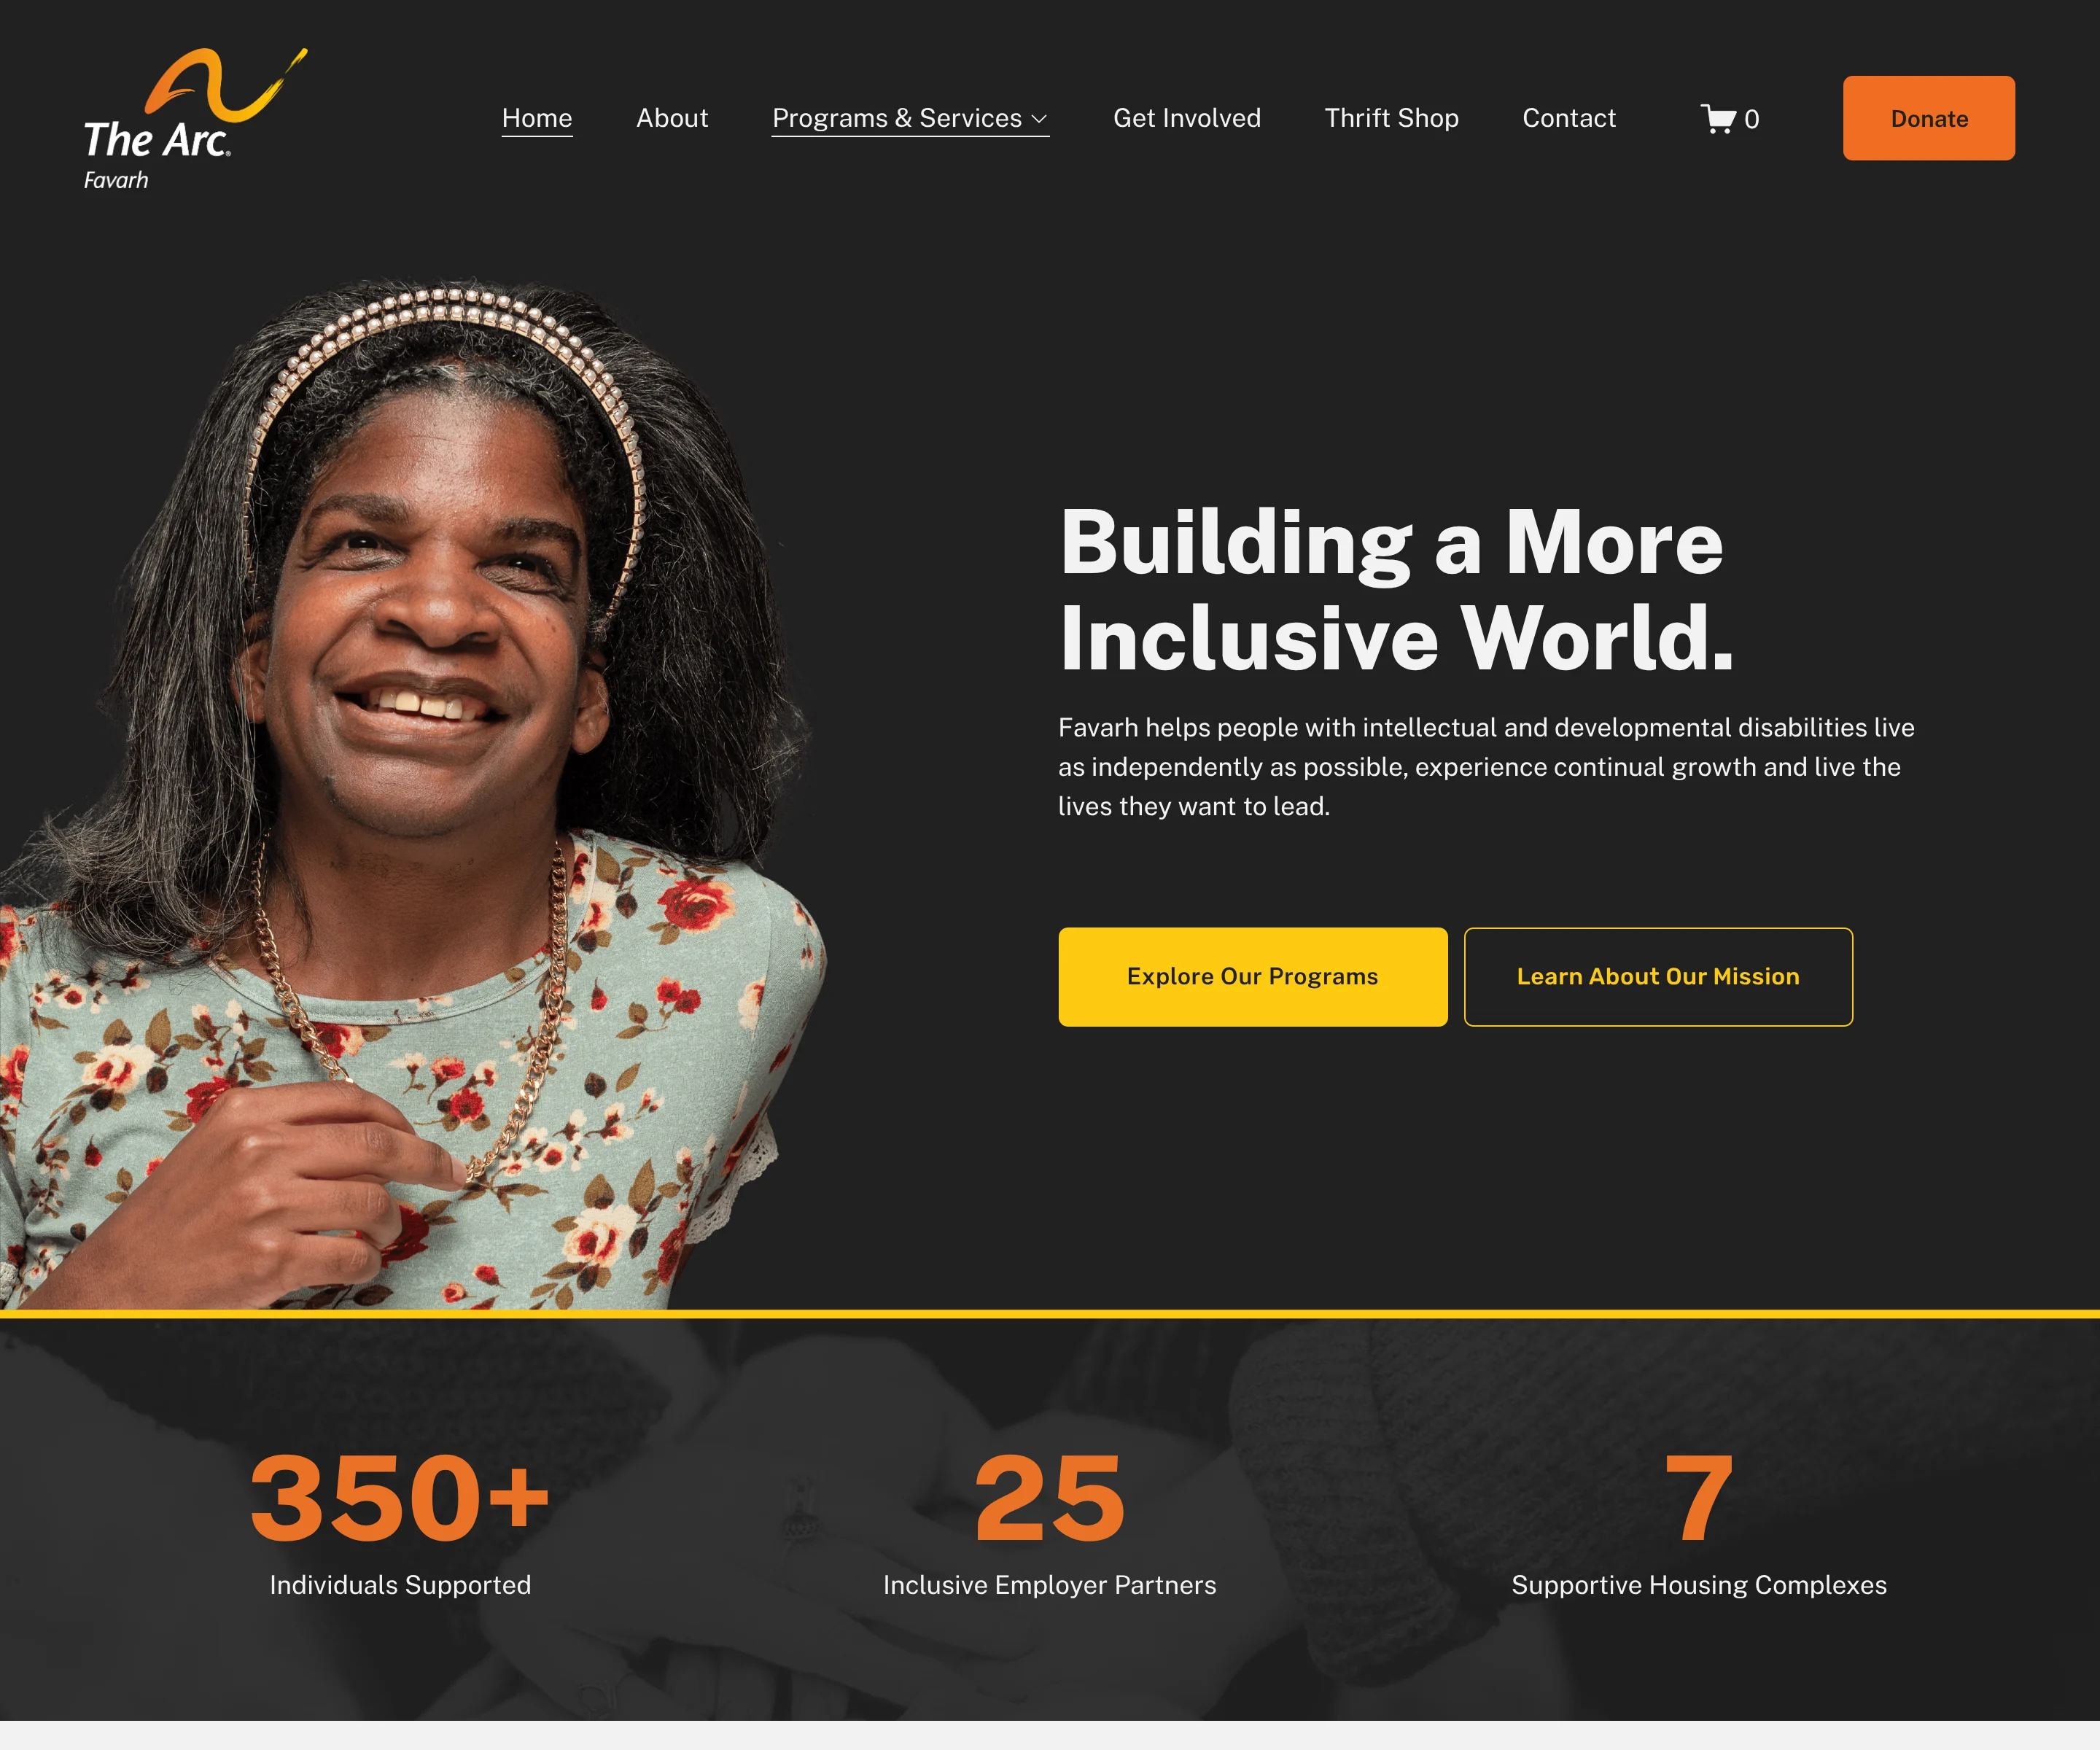 The Arc®
Favarh
Home
About
Programs & Services
Get Involved
Thrift Shop
Contact
0
Donate
Building a More
Inclusive World.
Favarh helps people with intellectual and developmental disabilities live
as independently as possible, experience continual growth and live the
lives they want to lead.
Explore Our Programs
Learn About Our Mission
350+
Individuals Supported
25
Inclusive Employer Partners
7
Supportive Housing Complexes